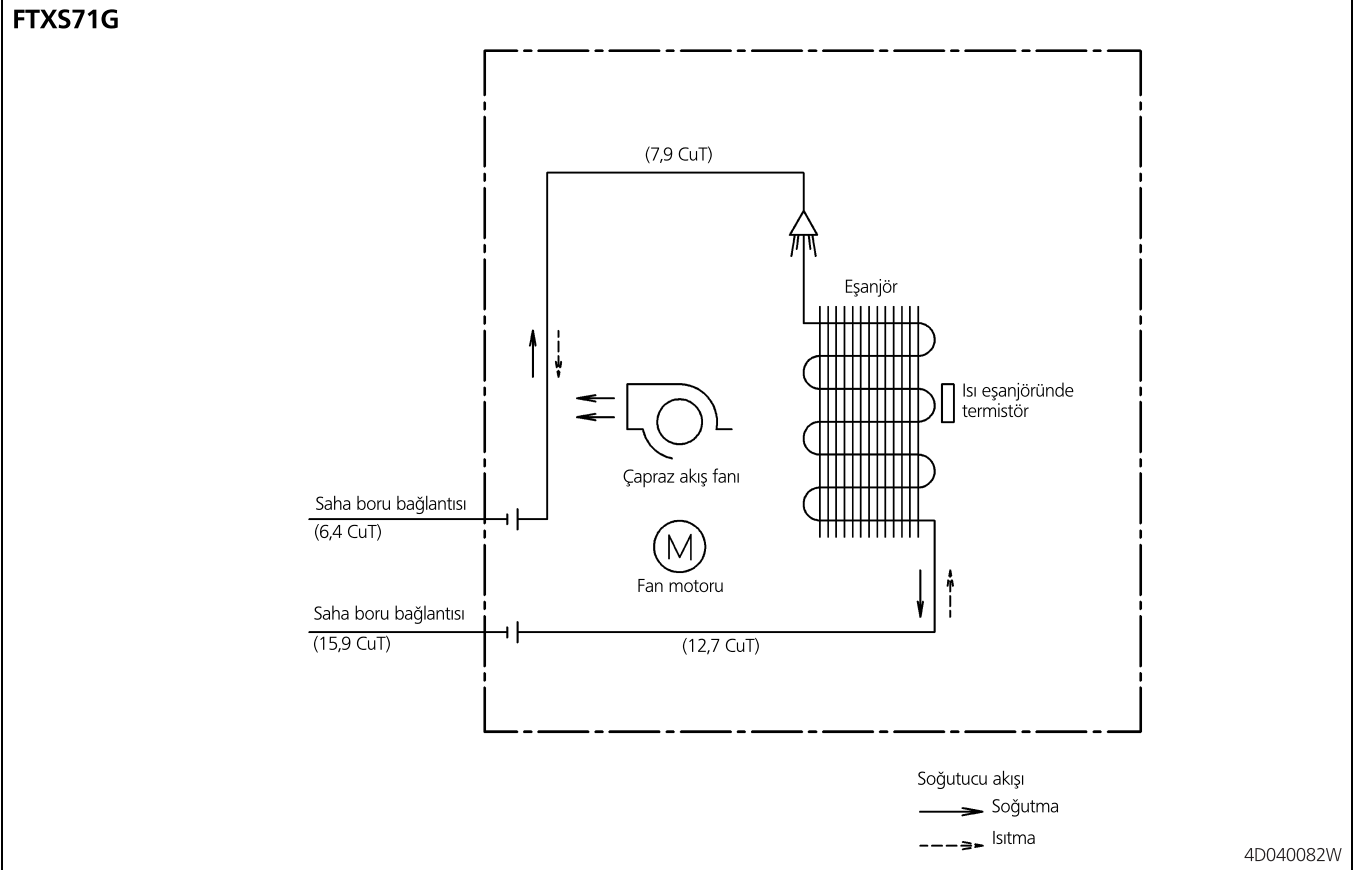 FTXS71G
(7,9 CuT)
Eşanjör
Isı eşanjöründe
termistör
Çapraz akış fanı
Saha boru bağlantısı
(6,4 CuT)
M
Fan motoru
Saha boru bağlantısı
(15,9 CuT)
(12,7 CuT)
Soğutucu akışı
Soğutma
Isıtma
4D040082W